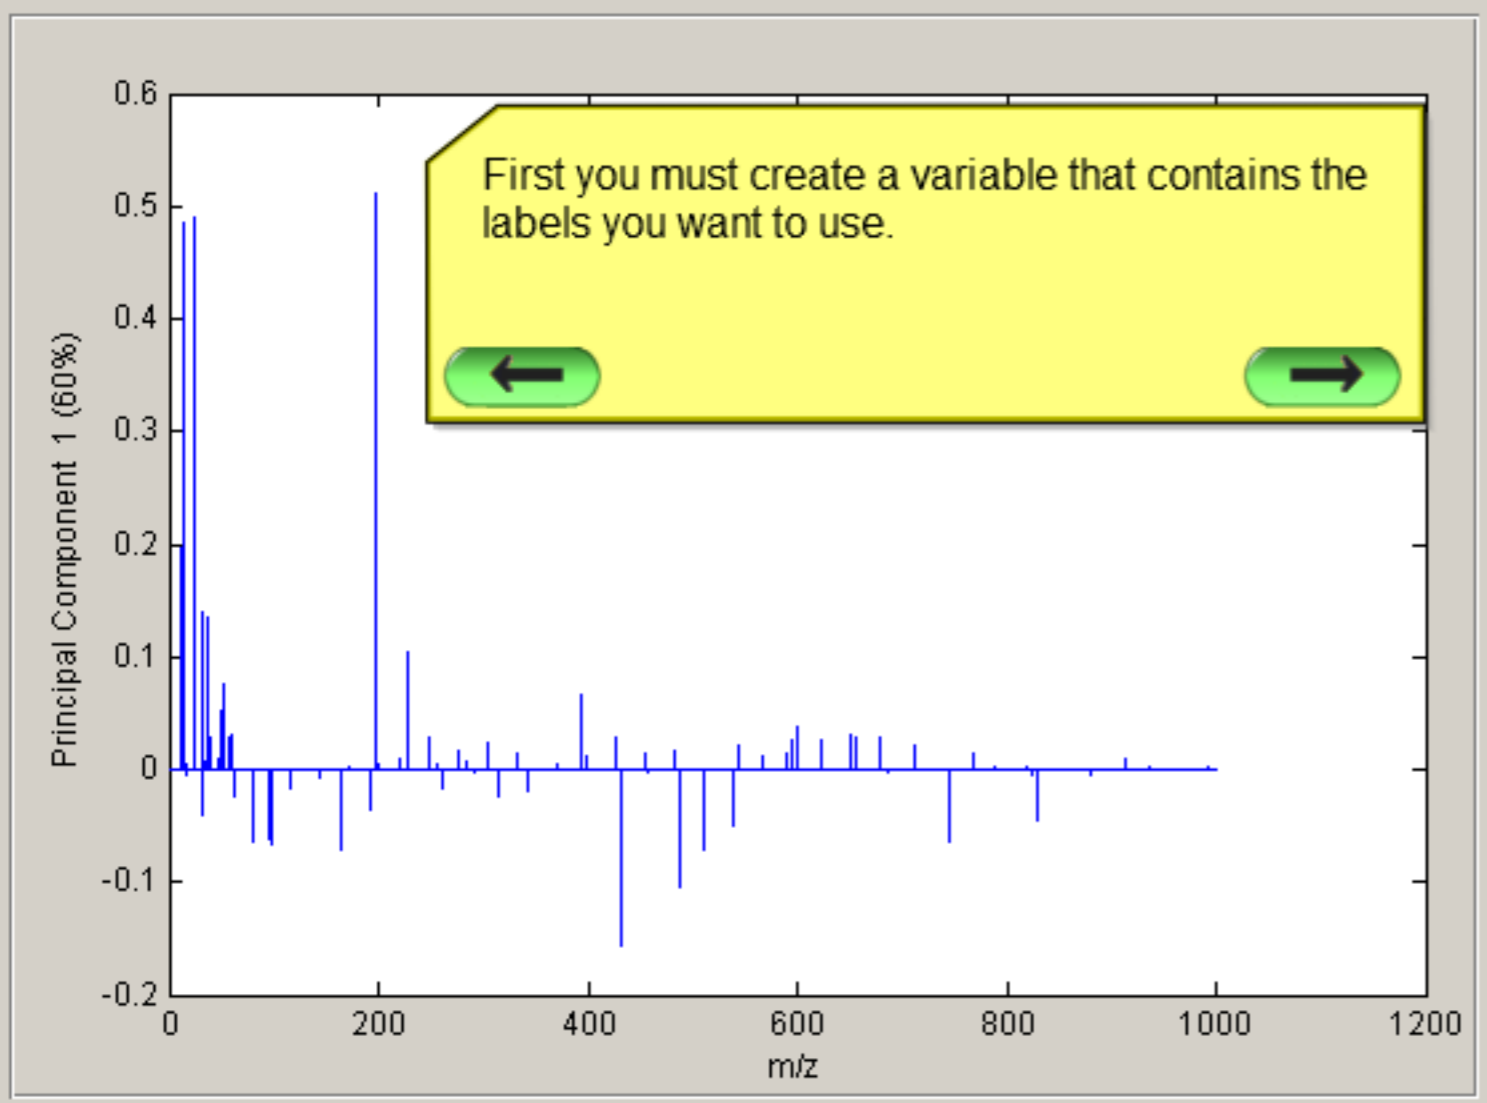 First you must create a variable that contains the
labels you want to use.
0.6
0.5
0.4
0.3
0.2
0.1
0
-0.1
-0.2
Principal Component 1 (60%)
0 200 400 600 800 1000 1200
m/z